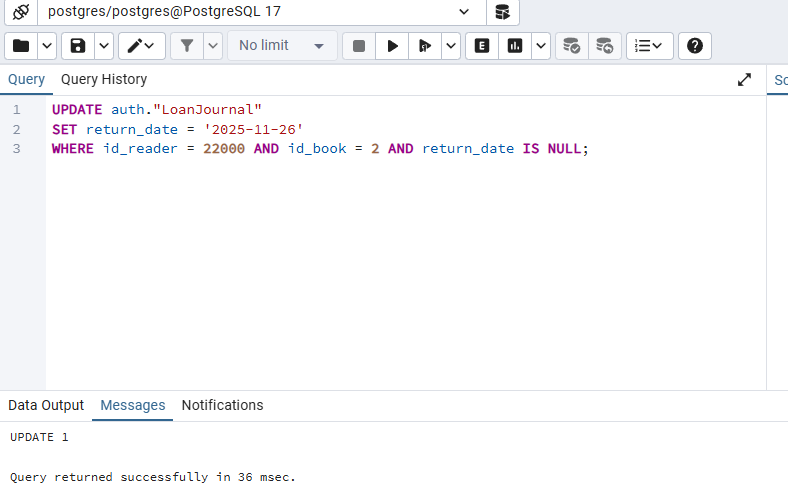 postgres/postgres@PostgreSQL 17
No limit
E
Query Query History
Sc
1 UPDATE auth."LoanJournal"
2 SET return_date = '2025-11-26'
3 WHERE id_reader = 22000 AND id_book = 2 AND return_date IS NULL;
Data Output Messages Notifications
UPDATE 1
Query returned successfully in 36 msec.